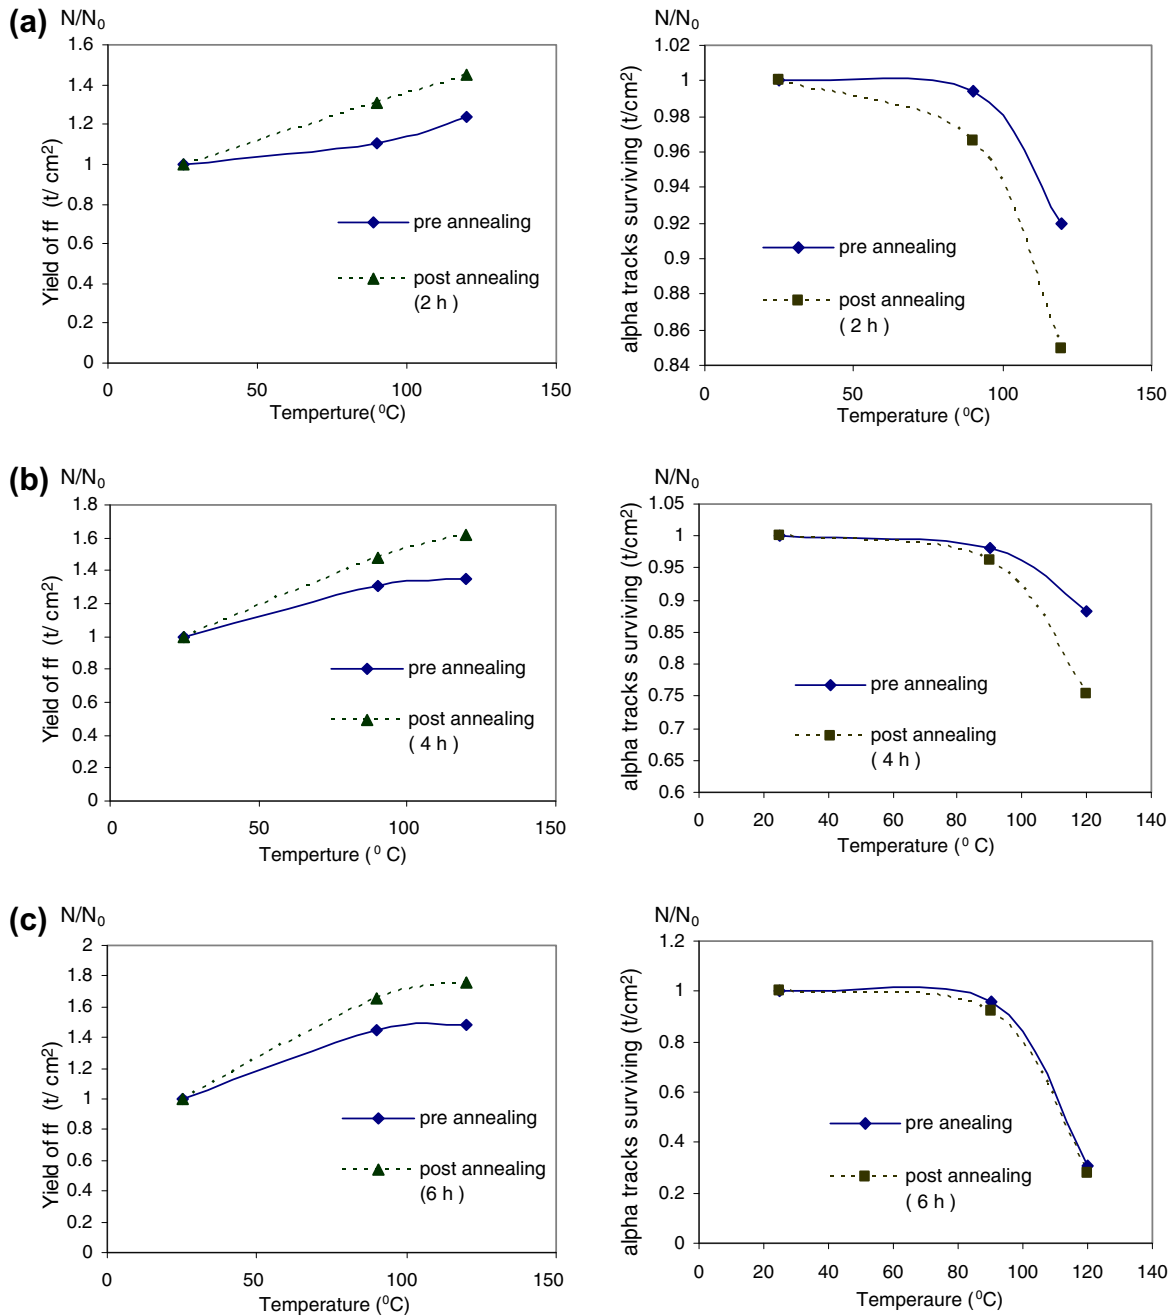 (a) N/N0
1.6
1.4
1.2
1
0.8
0.6
0.4
0.2
0
0 50 100 150
Temperture(⁰C)
Yield of ff (t/ cm²)
pre annealing
post annealing
(2 h )
N/N0
1.02
1
0.98
0.96
0.94
0.92
0.9
0.88
0.86
0.84
0 50 100 150
Temperature (⁰C)
alpha tracks surviving (t/cm²)
pre annealing
post annealing
( 2 h )
(b) N/N0
1.8
1.6
1.4
1.2
1
0.8
0.6
0.4
0.2
0
0 50 100 150
Temperture (⁰ C)
Yield of ff (t/ cm²)
pre annealing
post annealing
( 4 h )
N/N0
1.05
1
0.95
0.9
0.85
0.8
0.75
0.7
0.65
0.6
0 20 40 60 80 100 120 140
Temperature (⁰ C)
alpha tracks surviving (t/cm²)
pre annealing
post annealing
( 4 h )
(c) N/N0
2
1.8
1.6
1.4
1.2
1
0.8
0.6
0.4
0.2
0
0 50 100 150
Temperture (⁰C)
Yield of ff (t/ cm²)
pre annealing
post annealing
(6 h )
N/N0
1.2
1
0.8
0.6
0.4
0.2
0
0 20 40 60 80 100 120 140
Temperaure (⁰C)
alpha tracks surviving (t/cm²)
pre anealing
post annealing
( 6 h )